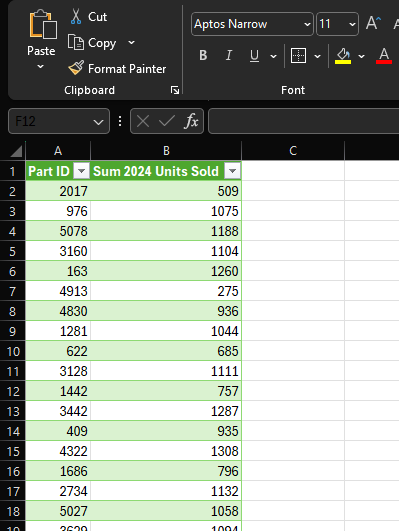 Cut
Copy
Paste
Format Painter
Clipboard
Aptos Narrow 11 A A
B I U A
Font
F12 fx
A B C
1 Part ID Sum 2024 Units Sold
2 2017 509
3 976 1075
4 5078 1188
5 3160 1104
6 163 1260
7 4913 275
8 4830 936
9 1281 1044
10 622 685
11 3128 1111
12 1442 757
13 3442 1287
14 409 935
15 4322 1308
16 1686 796
17 2734 1132
18 5027 1058
19 3629 1094